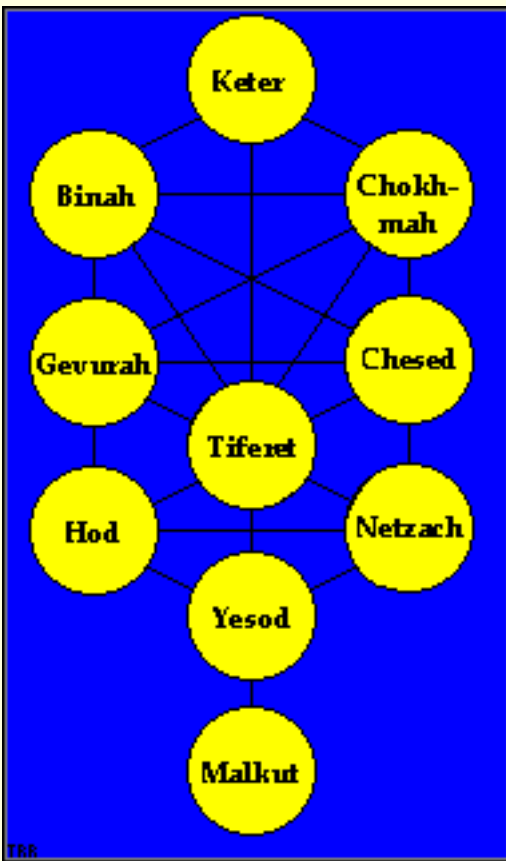 Keter
Binah
Chokh-
mah
Gevurah
Chesed
Tiferet
Hod
Netzach
Yesod
Malkut
TRR